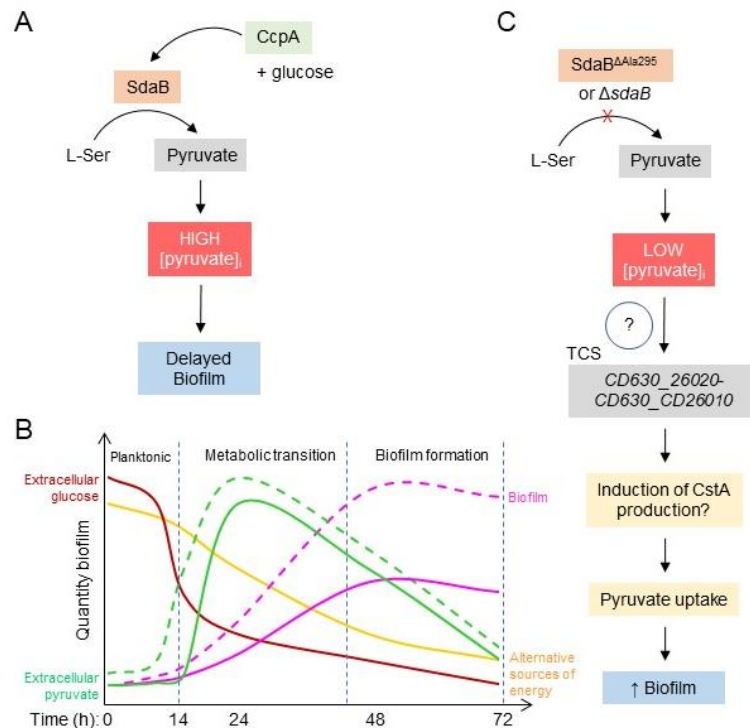 A
CcpA
+ glucose
SdaB
L-Ser
Pyruvate
HIGH
[pyruvate]i
Delayed
Biofilm
B
Planktonic
Metabolic transition
Biofilm formation
Extracellular
glucose
Biofilm
Quantity biofilm
Extracellular
pyruvate
Alternative
sources of
energy
Time (h): 0 14 24 48 72
C
SdaBΔAla295
or ΔsdaB
X
L-Ser
Pyruvate
LOW
[pyruvate]i
?
TCS
CD630_26020-
CD630_CD26010
Induction of CstA
production?
Pyruvate uptake
↑ Biofilm